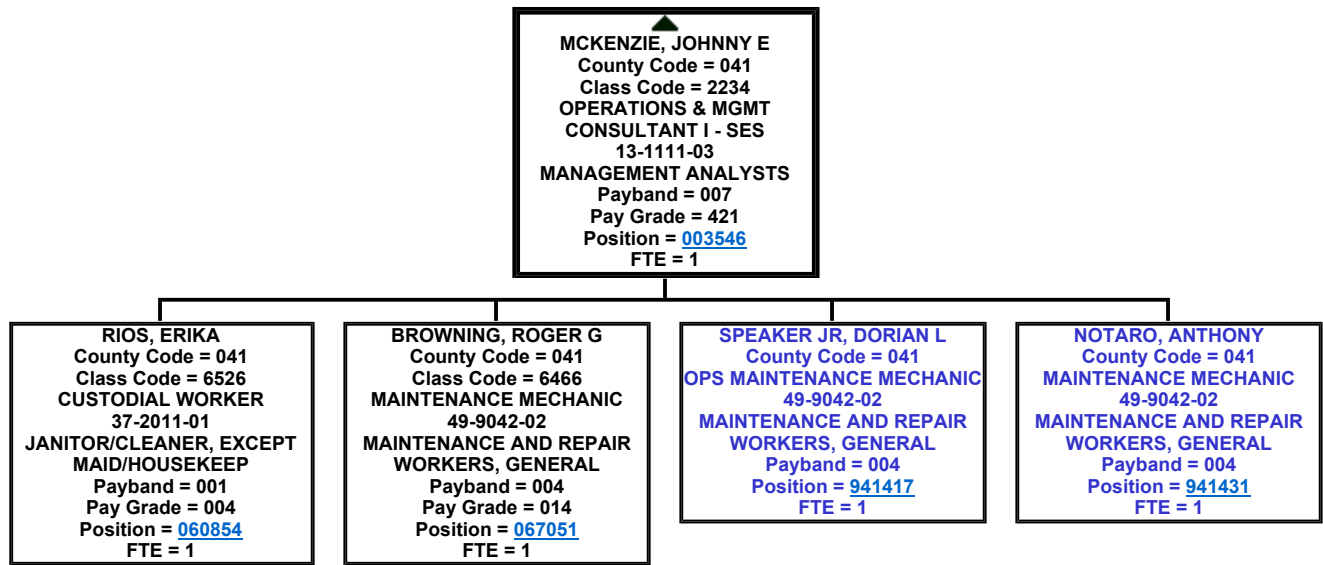 MCKENZIE, JOHNNY E
County Code = 041
Class Code = 2234
OPERATIONS & MGMT
CONSULTANT I - SES
13-1111-03
MANAGEMENT ANALYSTS
Payband = 007
Pay Grade = 421
Position = 003546
FTE = 1
RIOS, ERIKA
County Code = 041
Class Code = 6526
CUSTODIAL WORKER
37-2011-01
JANITOR/CLEANER, EXCEPT
MAID/HOUSEKEEP
Payband = 001
Pay Grade = 004
Position = 060854
FTE = 1
BROWNING, ROGER G
County Code = 041
Class Code = 6466
MAINTENANCE MECHANIC
49-9042-02
MAINTENANCE AND REPAIR
WORKERS, GENERAL
Payband = 004
Pay Grade = 014
Position = 067051
FTE = 1
SPEAKER JR, DORIAN L
County Code = 041
OPS MAINTENANCE MECHANIC
49-9042-02
MAINTENANCE AND REPAIR
WORKERS, GENERAL
Payband = 004
Position = 941417
FTE = 1
NOTARO, ANTHONY
County Code = 041
MAINTENANCE MECHANIC
49-9042-02
MAINTENANCE AND REPAIR
WORKERS, GENERAL
Payband = 004
Position = 941431
FTE = 1